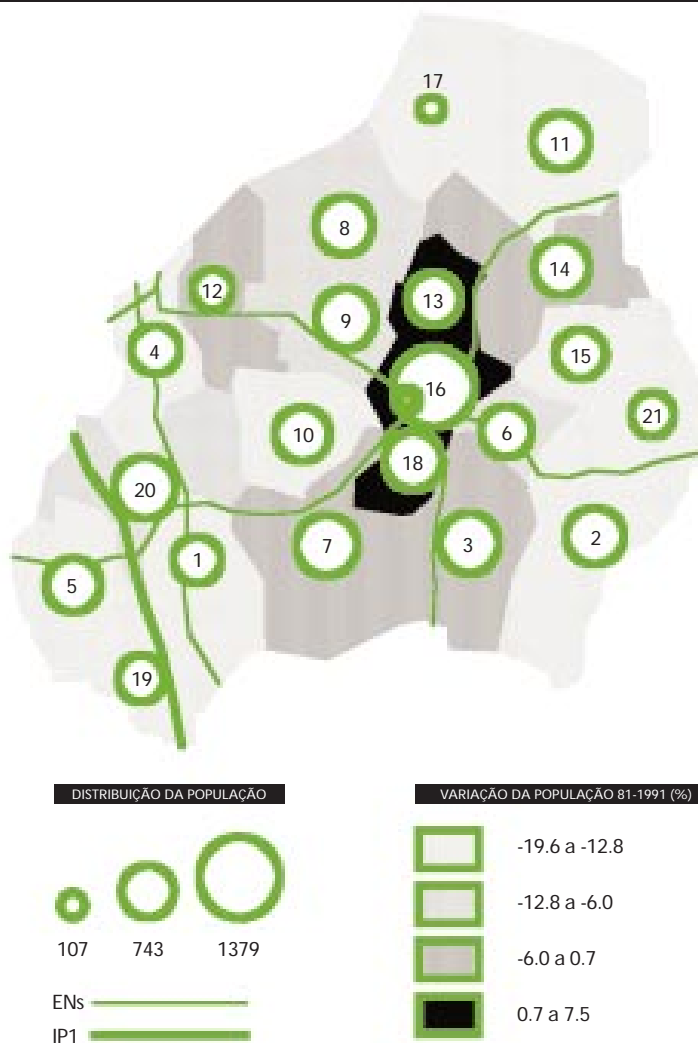 17
11
8
14
12
13
9
4
15
16
21
10
6
18
20
7
3
2
1
5
19
DISTRIBUIÇÃO DA POPULAÇÃO
107 743 1379
ENs
IP1
VARIAÇÃO DA POPULAÇÃO 81-1991 (%)
-19.6 a -12.8
-12.8 a -6.0
-6.0 a 0.7
0.7 a 7.5